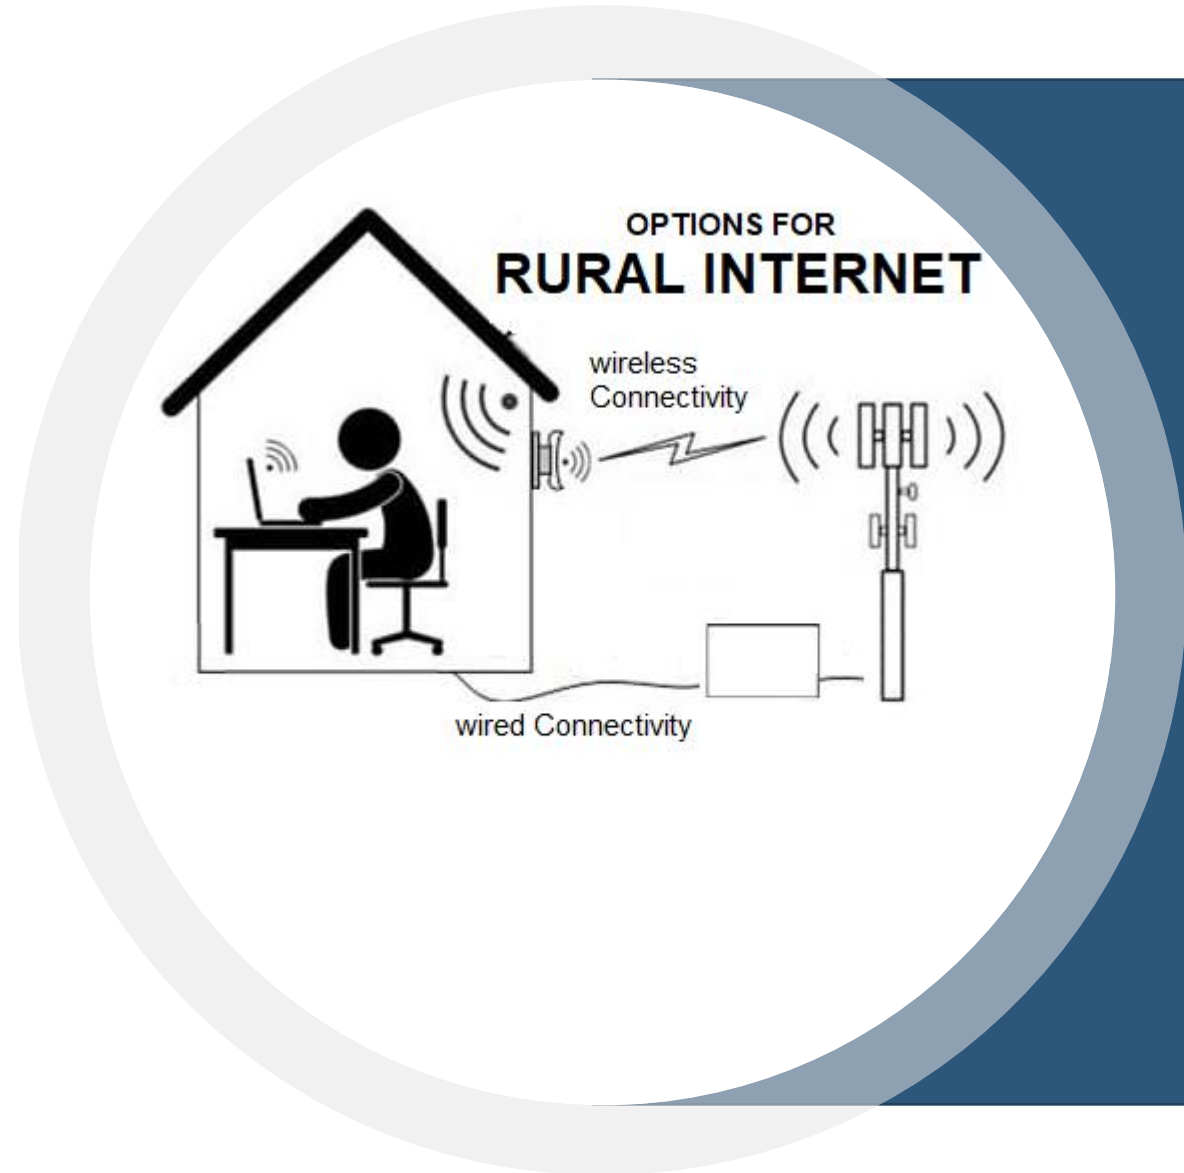 OPTIONS FOR
RURAL INTERNET
wireless
Connectivity
wired Connectivity